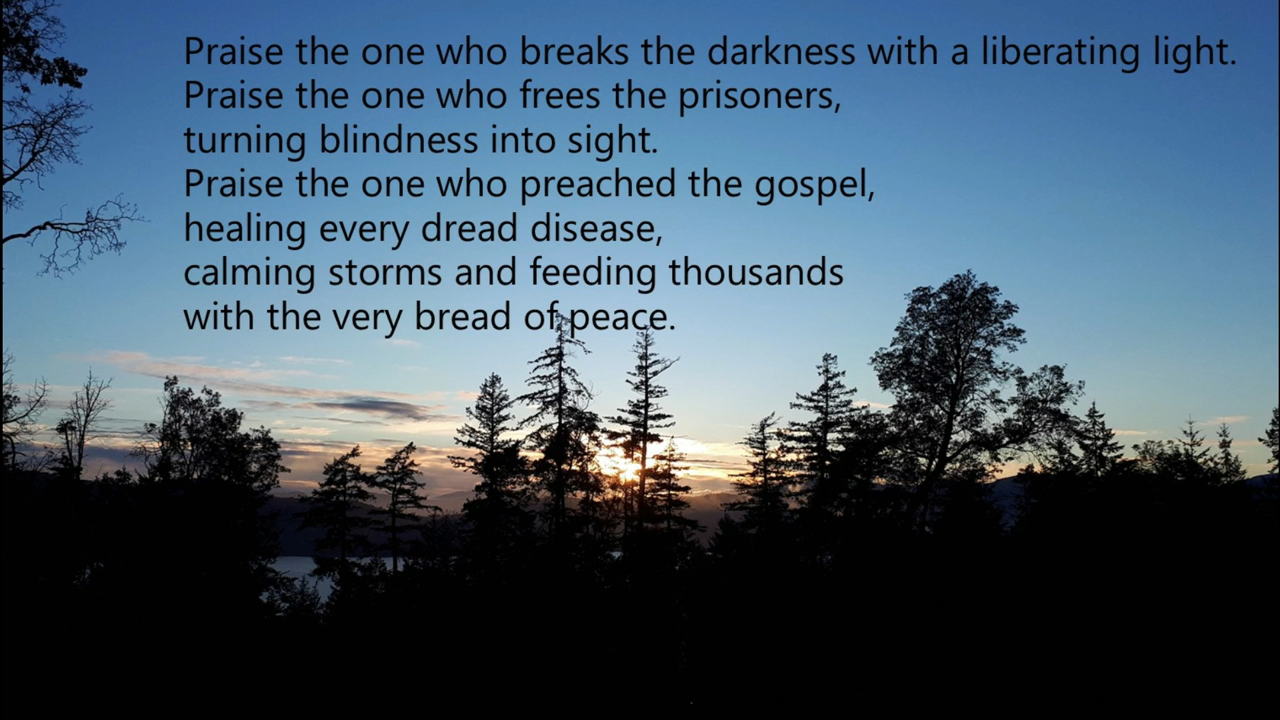 Praise the one who breaks the darkness with a liberating light.
Praise the one who frees the prisoners,
turning blindness into sight.
Praise the one who preached the gospel,
healing every dread disease,
calming storms and feeding thousands
with the very bread of peace.